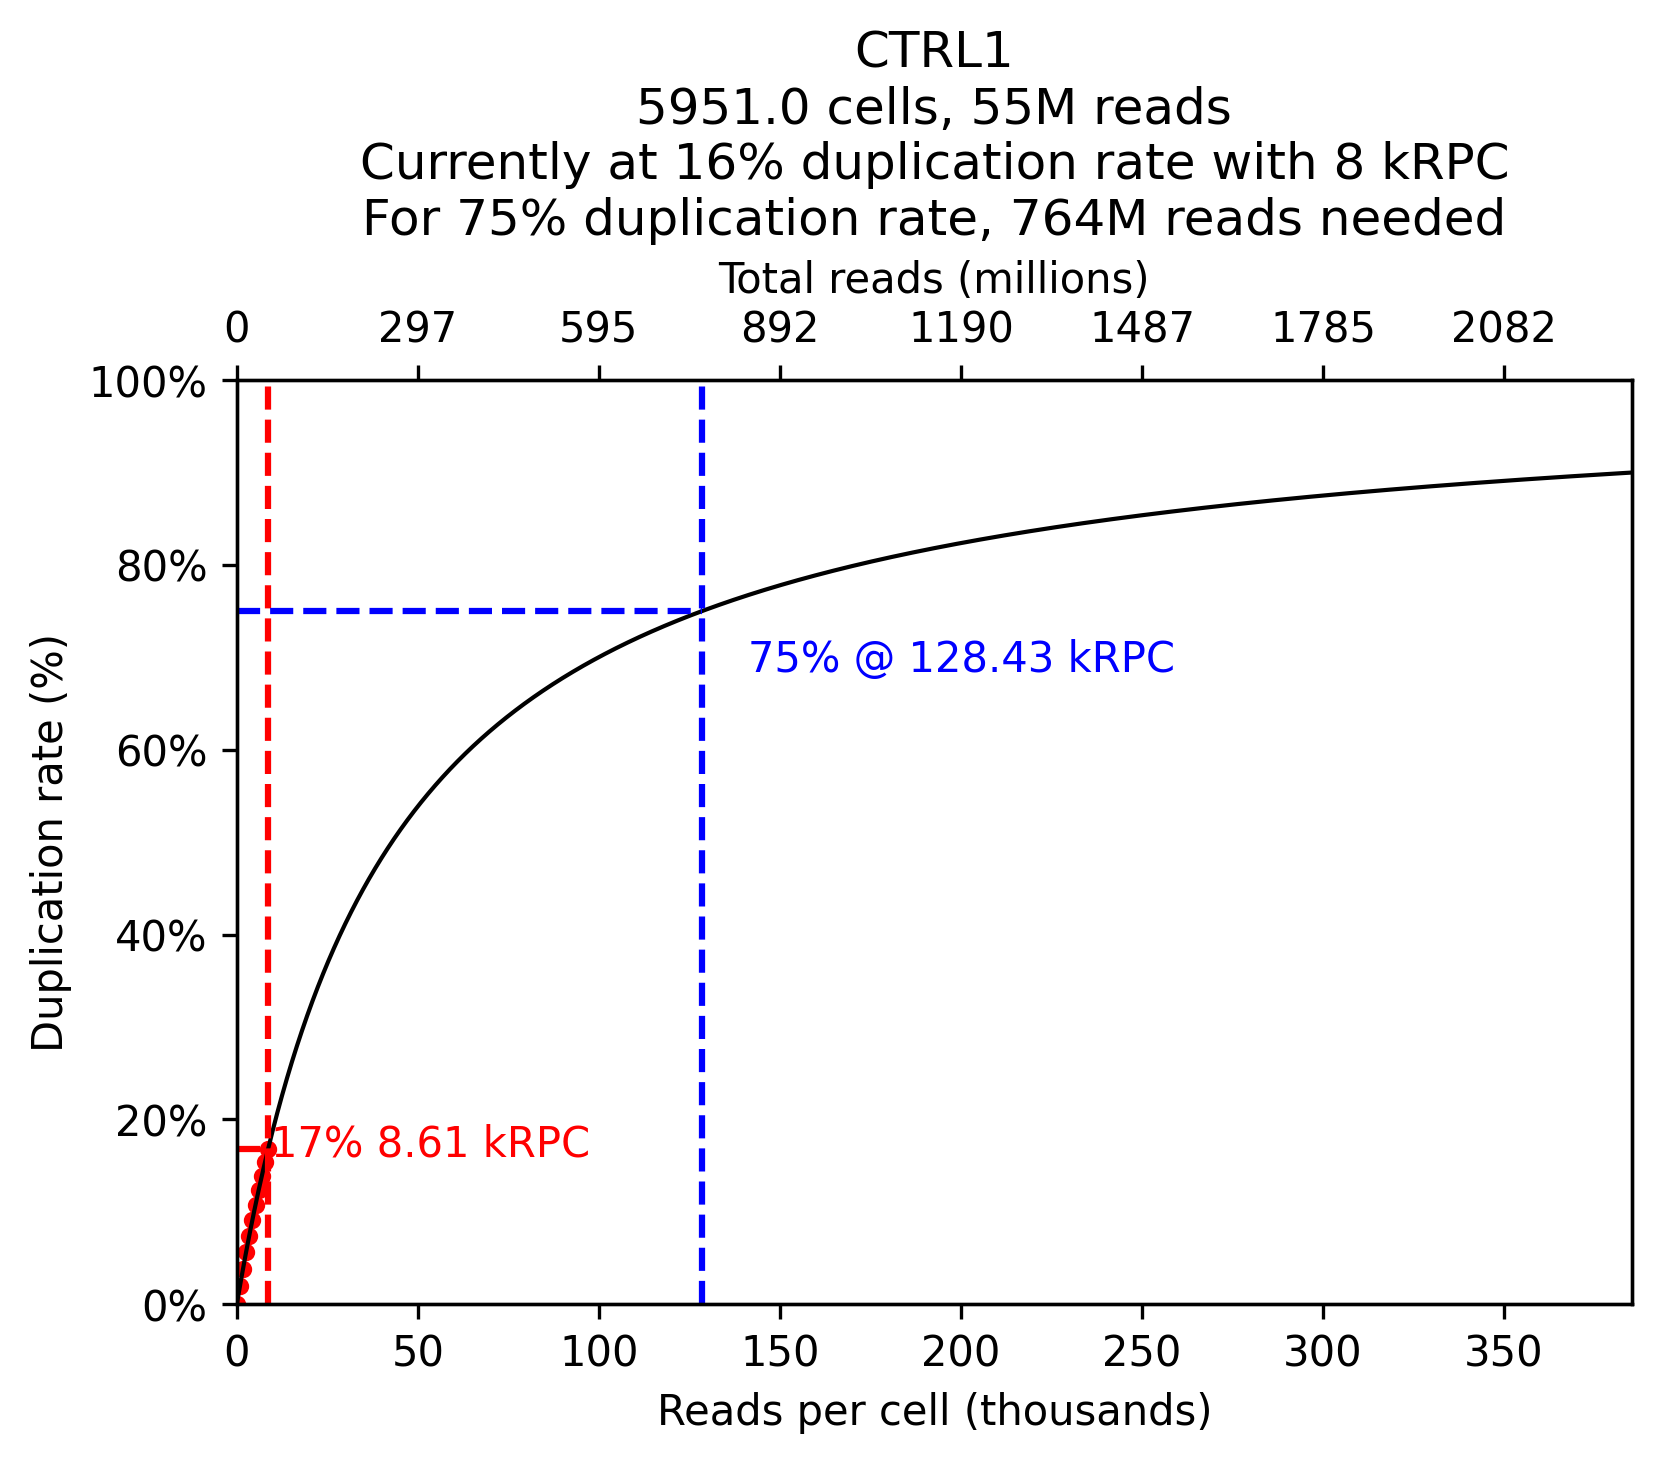 CTRL1
5951.0 cells, 55M reads
Currently at 16% duplication rate with 8 kRPC
For 75% duplication rate, 764M reads needed
Total reads (millions)
0 297 595 892 1190 1487 1785 2082
100%
80%
75% @ 128.43 kRPC
60%
Duplication rate (%)
40%
20%
17% 8.61 kRPC
0%
0 50 100 150 200 250 300 350
Reads per cell (thousands)